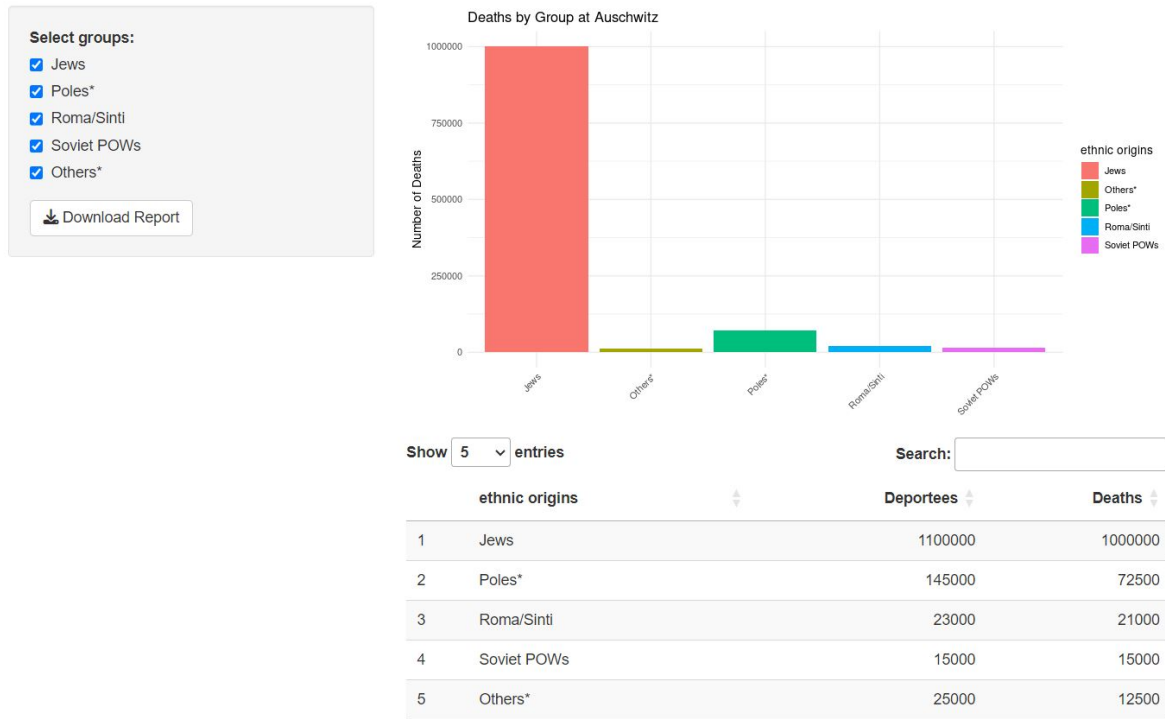 Select groups:
Jews
Poles*
Roma/Sinti
Soviet POWs
Others*
Download Report
Deaths by Group at Auschwitz
Number of Deaths
1000000
750000
500000
250000
0
Jews
Others*
Poles*
Roma/Sinti
Soviet POWs
ethnic origins
Jews
Others*
Poles*
Roma/Sinti
Soviet POWs
Show 5 entries
Search:
ethnic origins Deportees Deaths
1 Jews 1100000 1000000
2 Poles* 145000 72500
3 Roma/Sinti 23000 21000
4 Soviet POWs 15000 15000
5 Others* 25000 12500